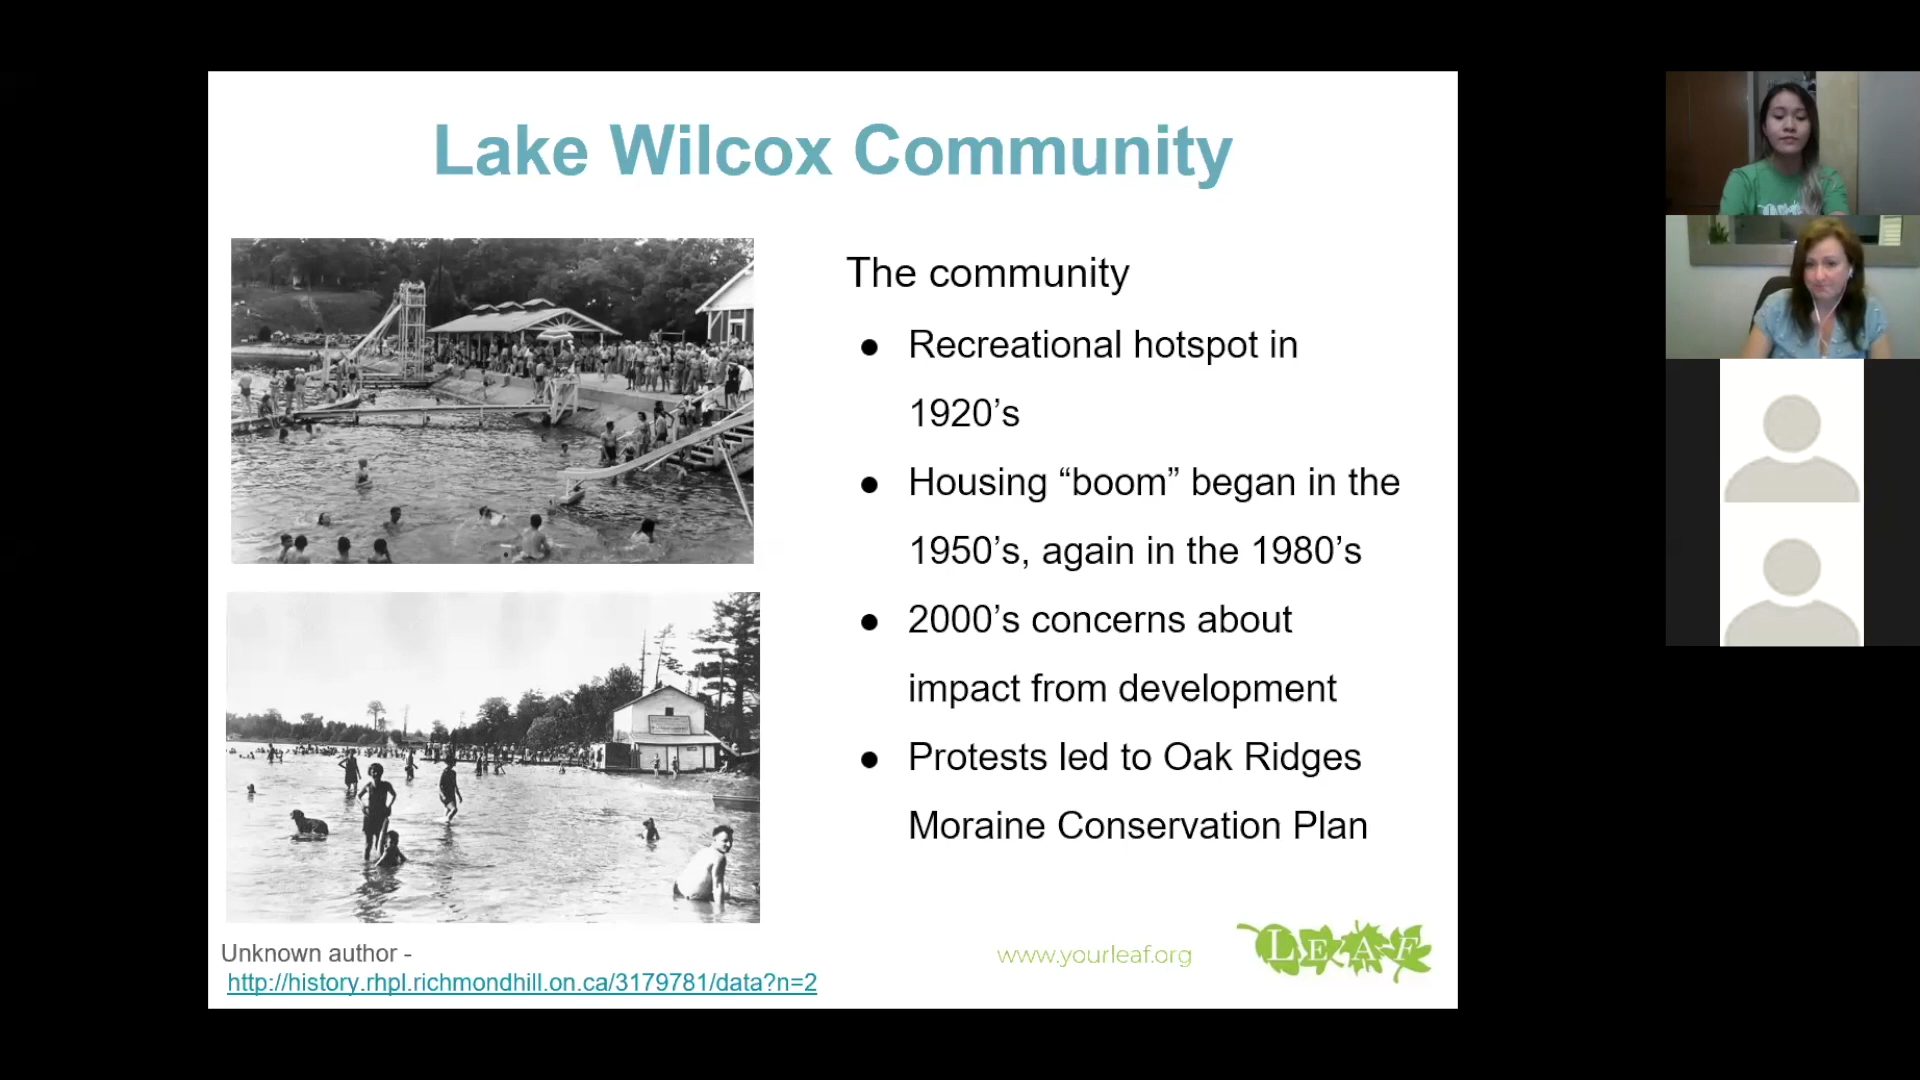 Lake Wilcox Community
The community
● Recreational hotspot in
1920’s
● Housing “boom” began in the
1950’s, again in the 1980’s
● 2000’s concerns about
impact from development
● Protests led to Oak Ridges
Moraine Conservation Plan
Unknown author -
http://history.rhpl.richmondhill.on.ca/3179781/data?n=2
www.yourleaf.org
LEAF